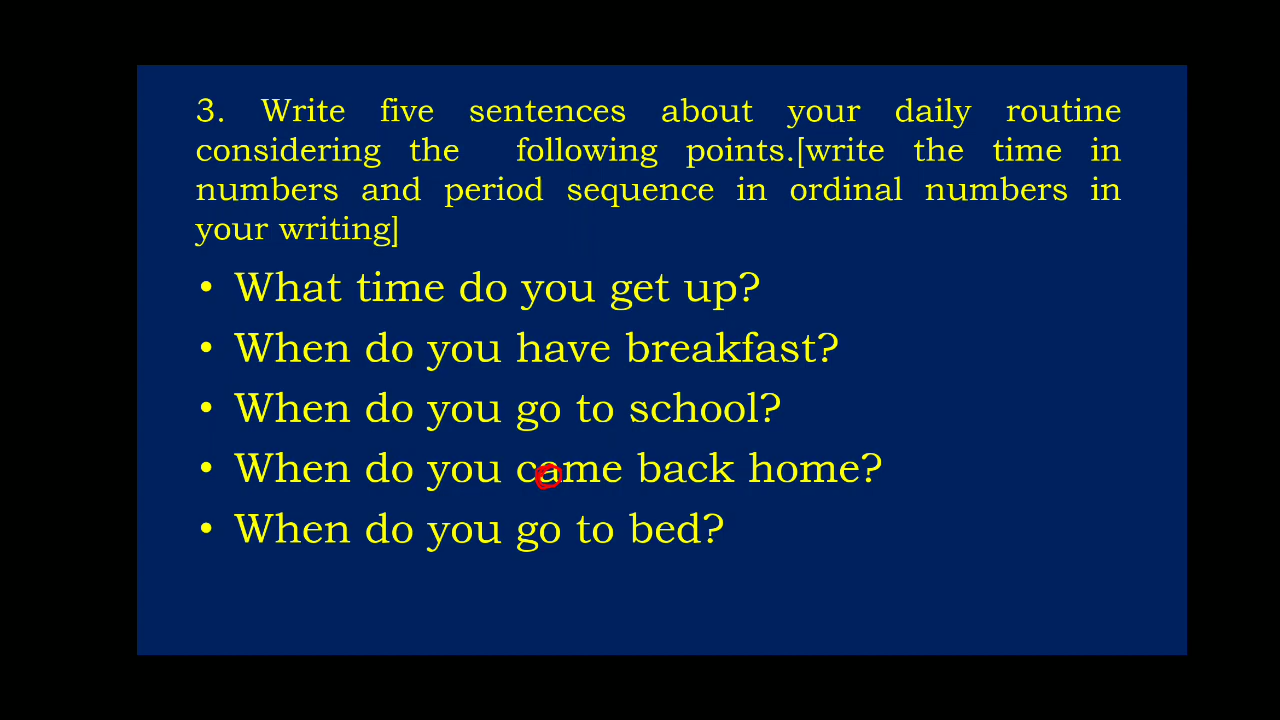 3. Write five sentences about your daily routine
considering the following points.[write the time in
numbers and period sequence in ordinal numbers in
your writing]
• What time do you get up?
• When do you have breakfast?
• When do you go to school?
• When do you came back home?
• When do you go to bed?